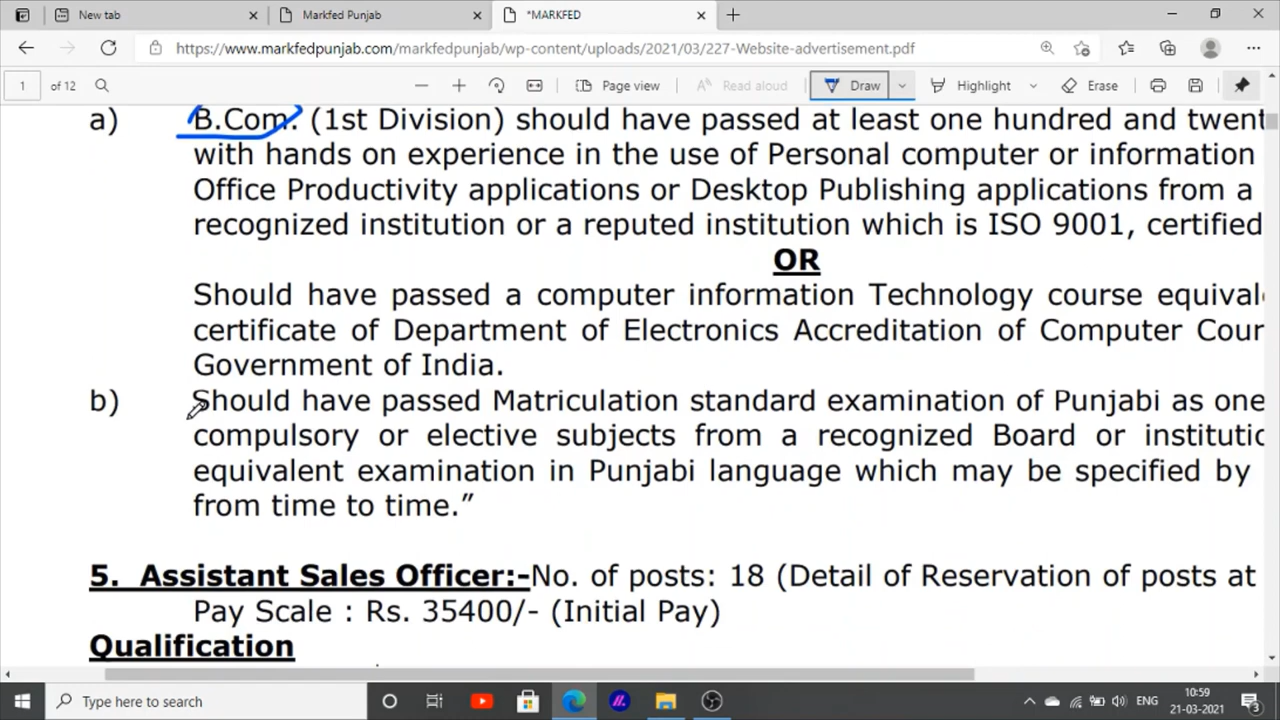 New tab
Markfed Punjab
*MARKFED
https://www.markfedpunjab.com/markfedpunjab/wp-content/uploads/2021/03/227-Website-advertisement.pdf
1 of 12
Page view
Read aloud
Draw
Highlight
Erase
a) B.Com. (1st Division) should have passed at least one hundred and twent
with hands on experience in the use of Personal computer or information
Office Productivity applications or Desktop Publishing applications from a
recognized institution or a reputed institution which is ISO 9001, certified
OR
Should have passed a computer information Technology course equival
certificate of Department of Electronics Accreditation of Computer Cour
Government of India.
b) Should have passed Matriculation standard examination of Punjabi as one
compulsory or elective subjects from a recognized Board or institutio
equivalent examination in Punjabi language which may be specified by
from time to time.”
5. Assistant Sales Officer:-No. of posts: 18 (Detail of Reservation of posts at
Pay Scale : Rs. 35400/- (Initial Pay)
Qualification
Type here to search
ENG
10:59
21-03-2021
3